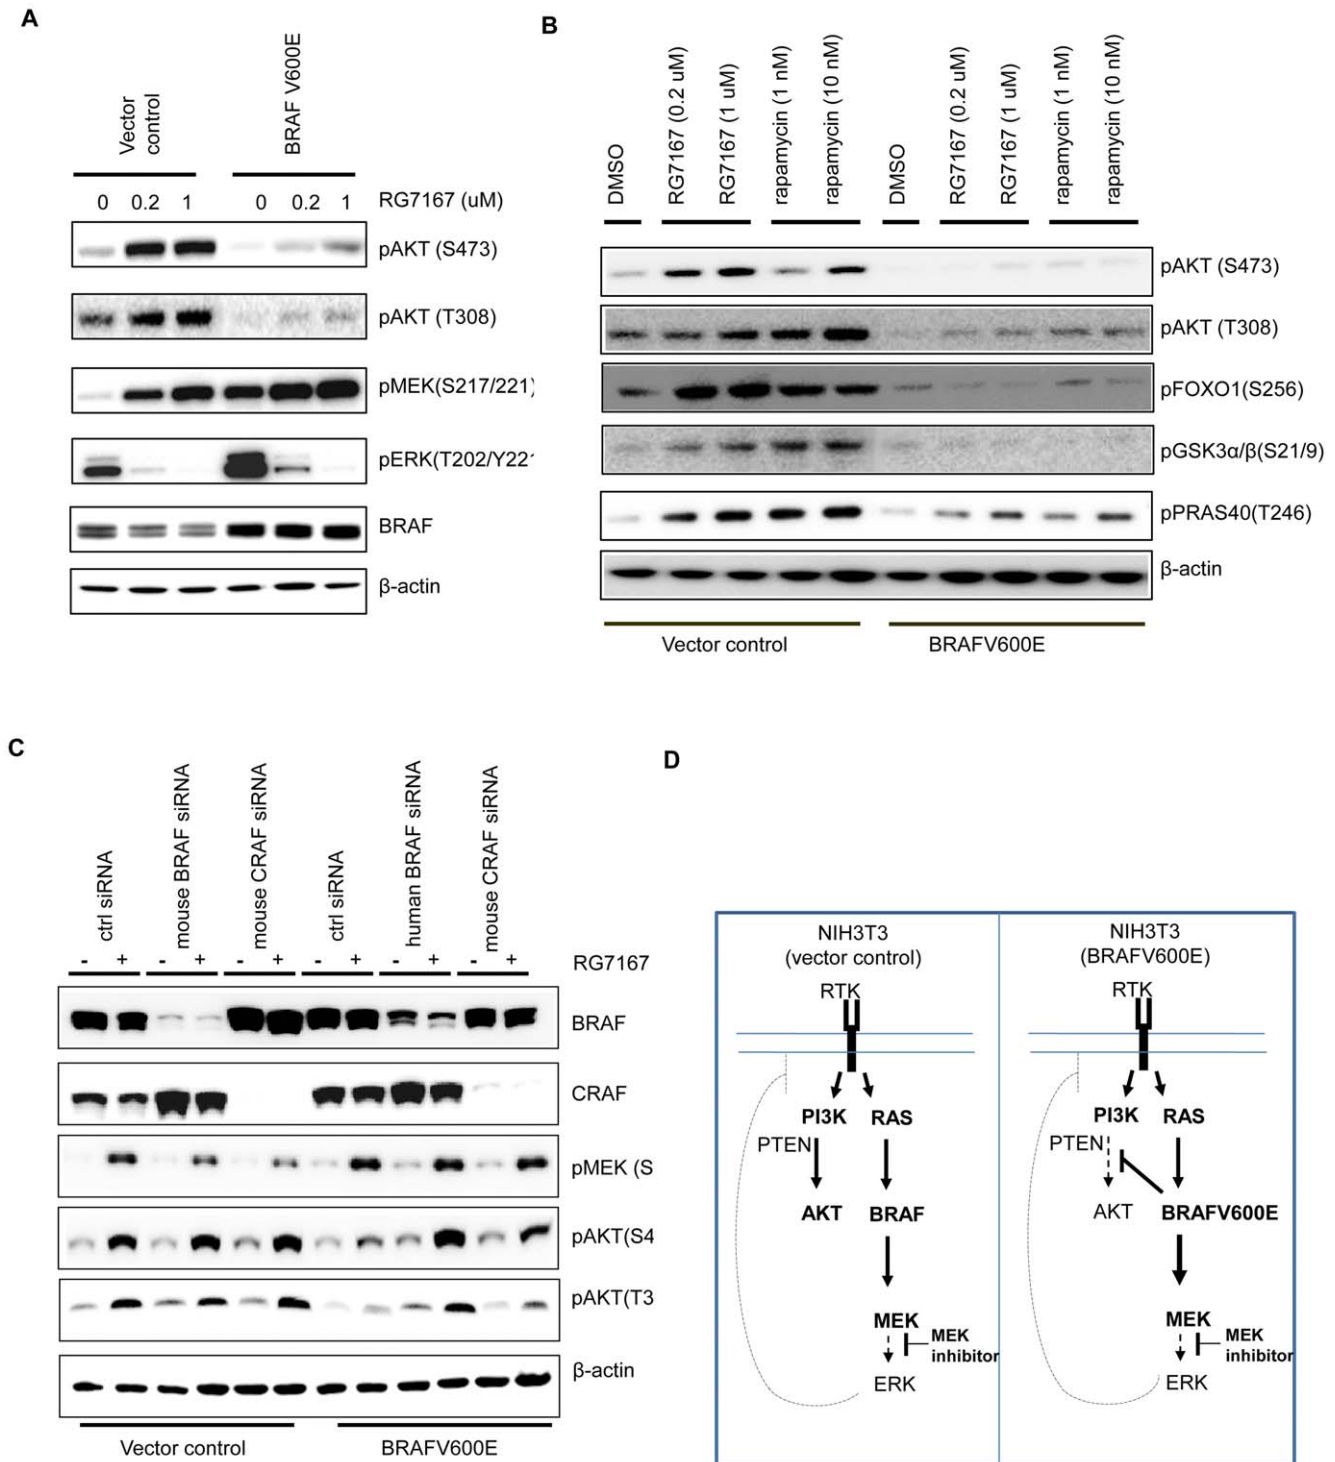 A
Vector
control
BRAF V600E
0 0.2 1 0 0.2 1 RG7167 (uM)
pAKT (S473)
pAKT (T308)
pMEK(S217/221)
pERK(T202/Y22
BRAF
β-actin
B
DMSO
RG7167 (0.2 uM)
RG7167 (1 uM)
rapamycin (1 nM)
rapamycin (10 nM)
DMSO
RG7167 (0.2 uM)
RG7167 (1 uM)
rapamycin (1 nM)
rapamycin (10 nM)
pAKT (S473)
pAKT (T308)
pFOXO1(S256)
pGSK3α/β(S21/9)
pPRAS40(T246)
β-actin
Vector control BRAFV600E
C
ctrl siRNA
mouse BRAF siRNA
mouse CRAF siRNA
ctrl siRNA
human BRAF siRNA
mouse CRAF siRNA
- + - + - + - + - + - + RG7167
BRAF
CRAF
pMEK (S
pAKT(S4
pAKT(T3
β-actin
Vector control BRAFV600E
D
NIH3T3
(vector control)
RTK
PI3K RAS
PTEN
AKT BRAF
MEK
MEK
inhibitor
ERK
NIH3T3
(BRAFV600E)
RTK
PI3K RAS
PTEN
AKT BRAFV600E
MEK
MEK
inhibitor
ERK